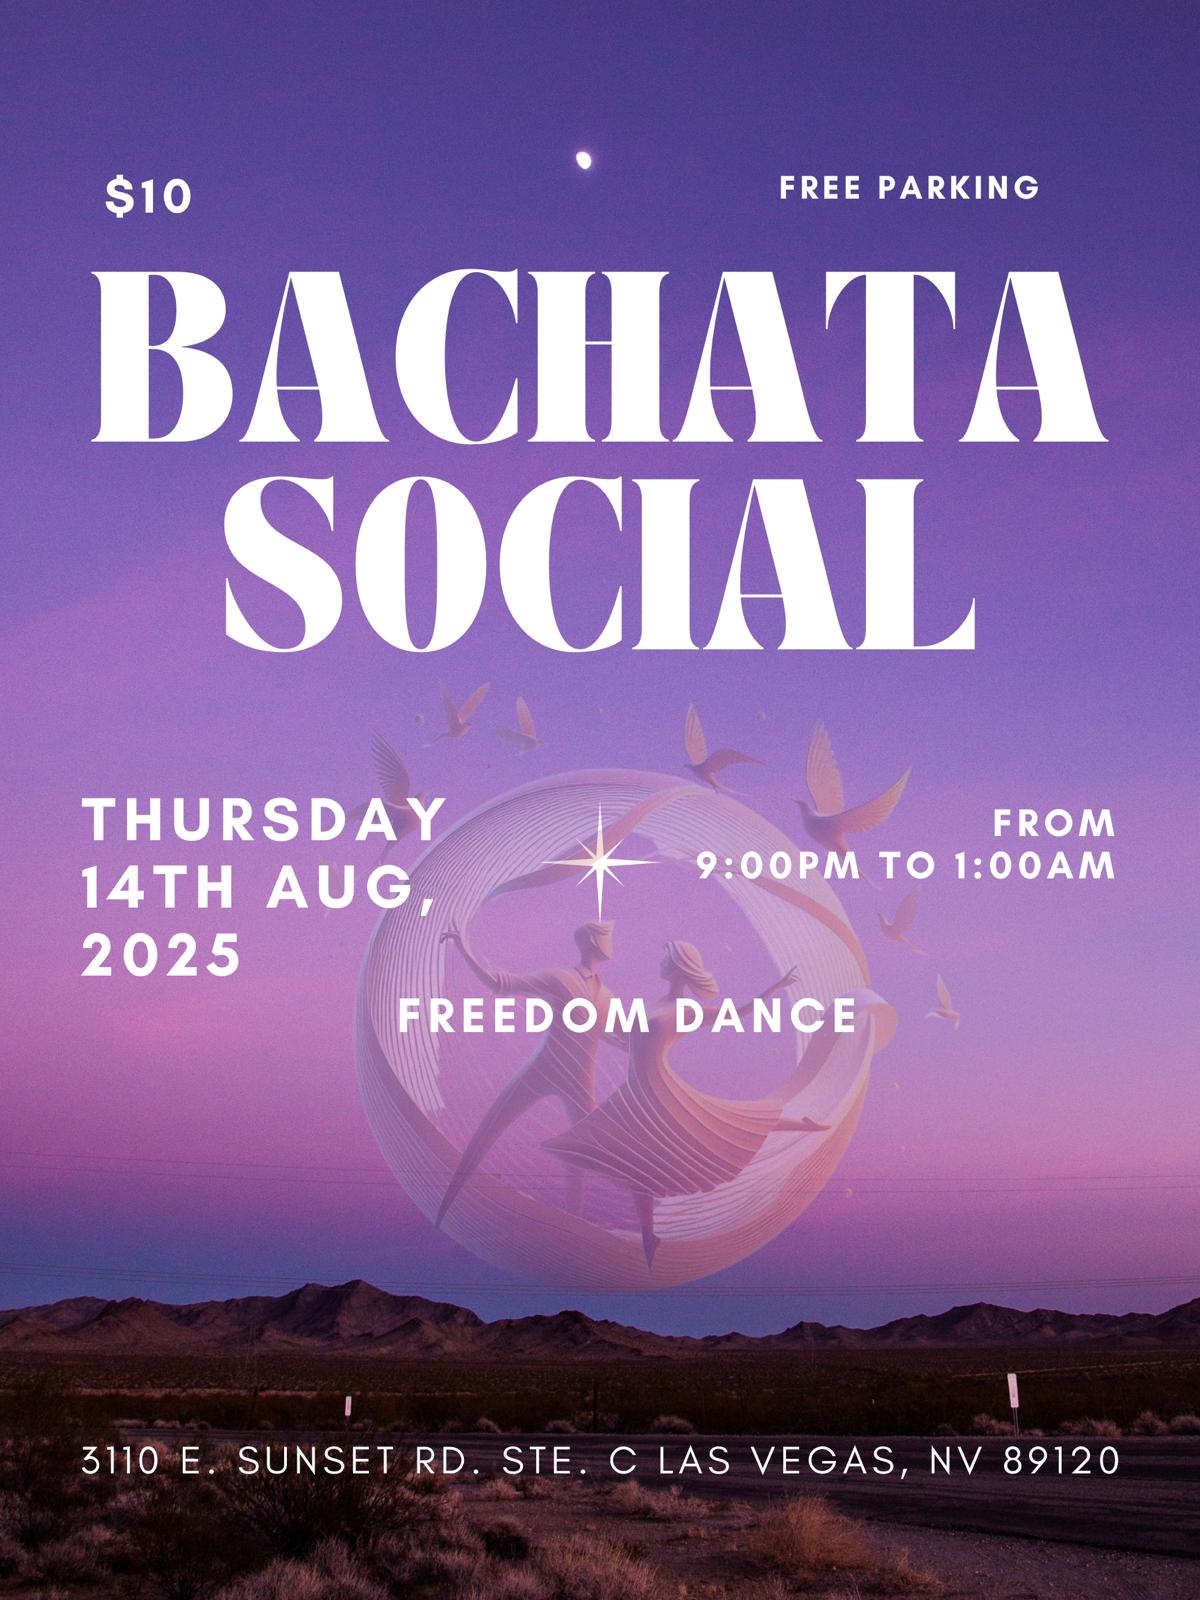 $10
FREE PARKING
BACHATA
SOCIAL
THURSDAY
14TH AUG,
2025
FROM
9:00PM TO 1:00AM
FREEDOM DANCE
3110 E. SUNSET RD. STE. C LAS VEGAS, NV 89120